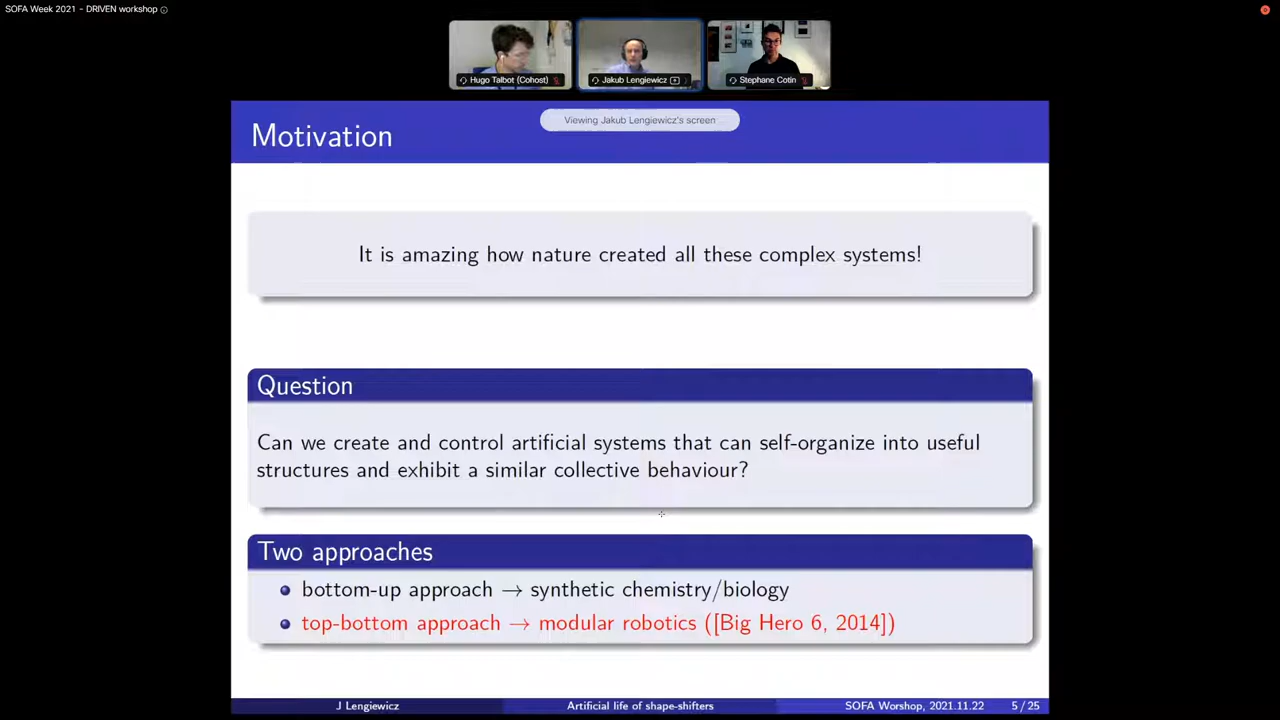 SOFA Week 2021 - DRIVEN workshop
Hugo Talbot (Cohost)
Jakub Lengiewicz
Stephane Cotin
Viewing Jakub Lengiewicz's screen
Motivation
It is amazing how nature created all these complex systems!
Question
Can we create and control artificial systems that can self-organize into useful
structures and exhibit a similar collective behaviour?
Two approaches
bottom-up approach → synthetic chemistry/biology
top-bottom approach → modular robotics ([Big Hero 6, 2014])
J Lengiewicz
Artificial life of shape-shifters
SOFA Worshop, 2021.11.22
5 / 25